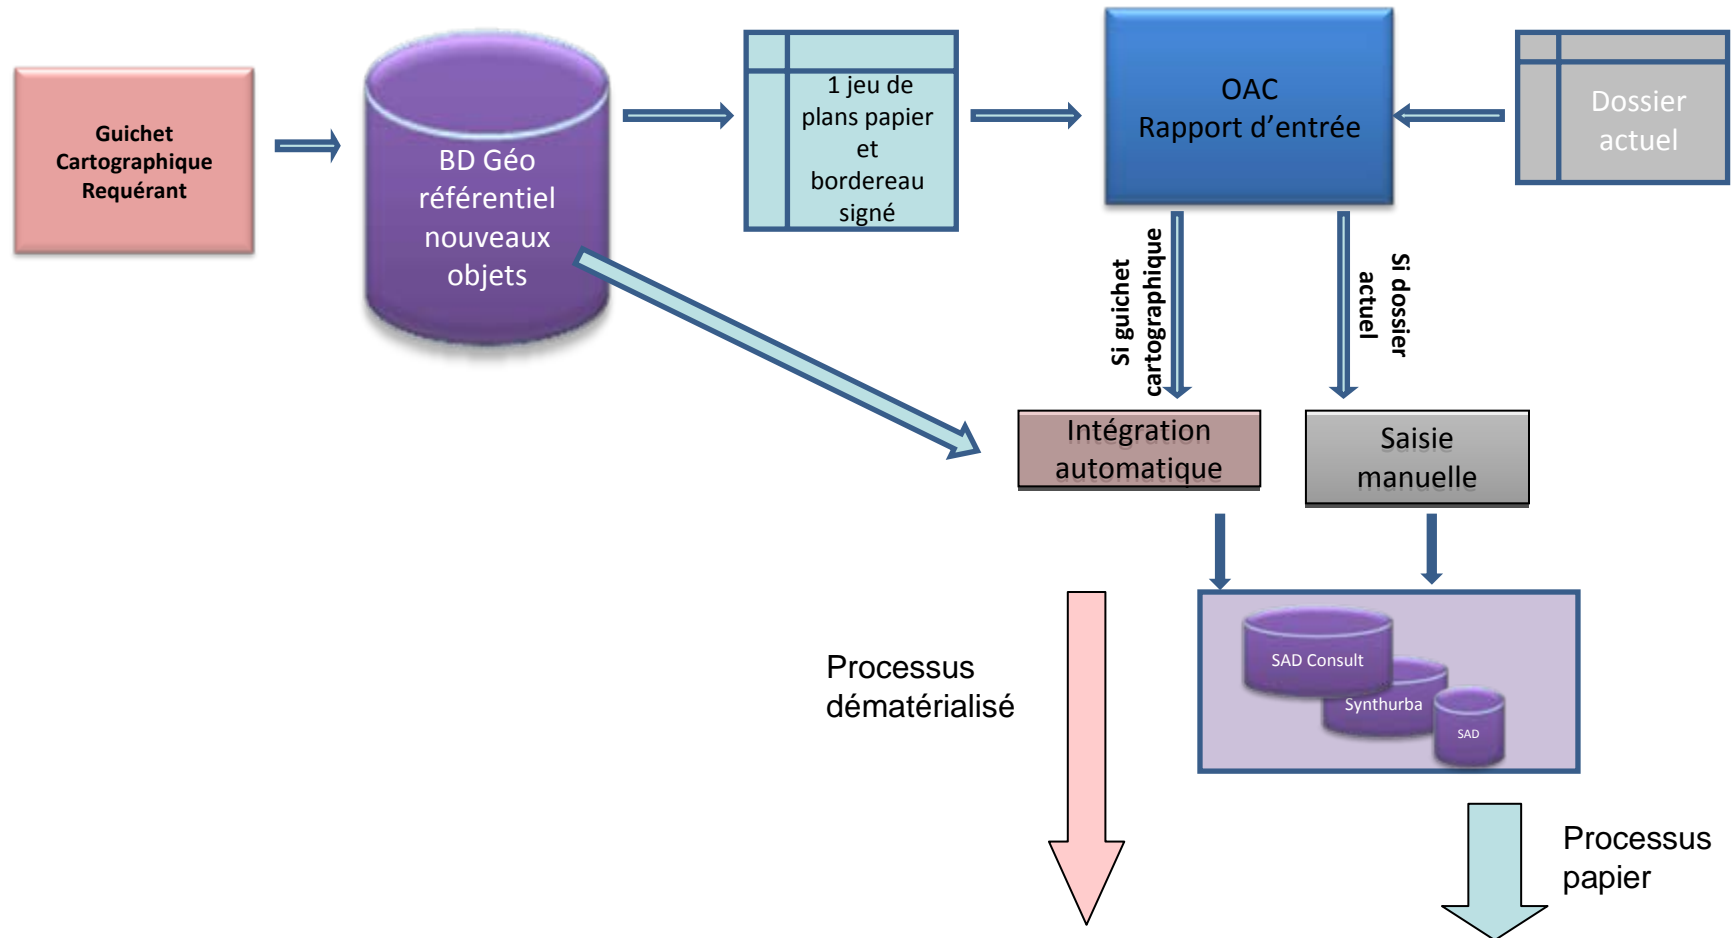 Guichet
Cartographique
Requérant
BD Géo
référentiel
nouveaux
objets
1 jeu de
plans papier
et
bordereau
signé
OAC
Rapport d'entrée
Dossier
actuel
Si guichet
cartographique
Si dossier
actuel
Intégration
automatique
Saisie
manuelle
SAD Consult
Synthurba
SAD
Processus
dématérialisé
Processus
papier